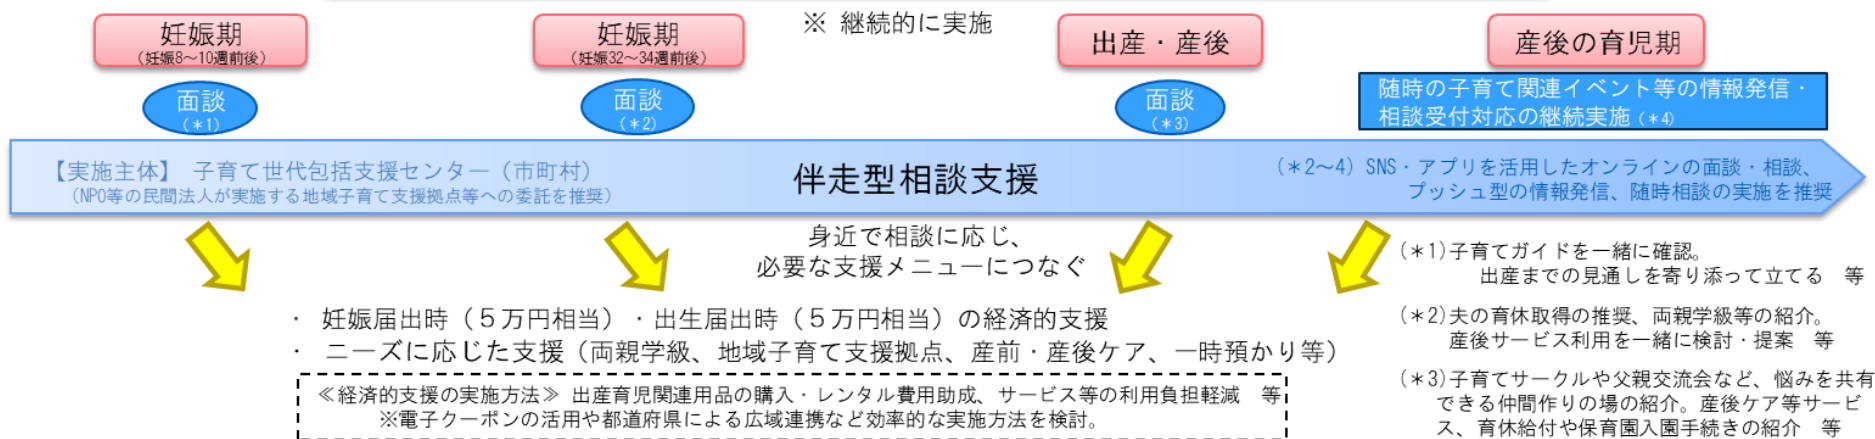 ※ 継続的に実施
妊娠期
(妊娠8～10週前後)
妊娠期
(妊娠32～34週前後)
出産・産後
産後の育児期
面談
(＊1)
面談
(＊2)
面談
(＊3)
随時の子育て関連イベント等の情報発信・
相談受付対応の継続実施(＊4)
【実施主体】 子育て世代包括支援センター（市町村）
（NPO等の民間法人が実施する地域子育て支援拠点等への委託を推奨）
伴走型相談支援
(＊2～4) SNS・アプリを活用したオンラインの面談・相談、
プッシュ型の情報発信、随時相談の実施を推奨
身近で相談に応じ、
必要な支援メニューにつなぐ
・ 妊娠届出時（５万円相当）・出生届出時（５万円相当）の経済的支援
・ ニーズに応じた支援（両親学級、地域子育て支援拠点、産前・産後ケア、一時預かり等）
≪経済的支援の実施方法≫ 出産育児関連用品の購入・レンタル費用助成、サービス等の利用負担軽減 等
※電子クーポンの活用や都道府県による広域連携など効率的な実施方法を検討。
(＊1)子育てガイドを一緒に確認。
出産までの見通しを寄り添って立てる 等
(＊2)夫の育休取得の推奨、両親学級等の紹介。
産後サービス利用を一緒に検討・提案 等
(＊3)子育てサークルや父親交流会など、悩みを共有
できる仲間作りの場の紹介。産後ケア等サービ
ス、育休給付や保育園入園手続きの紹介 等